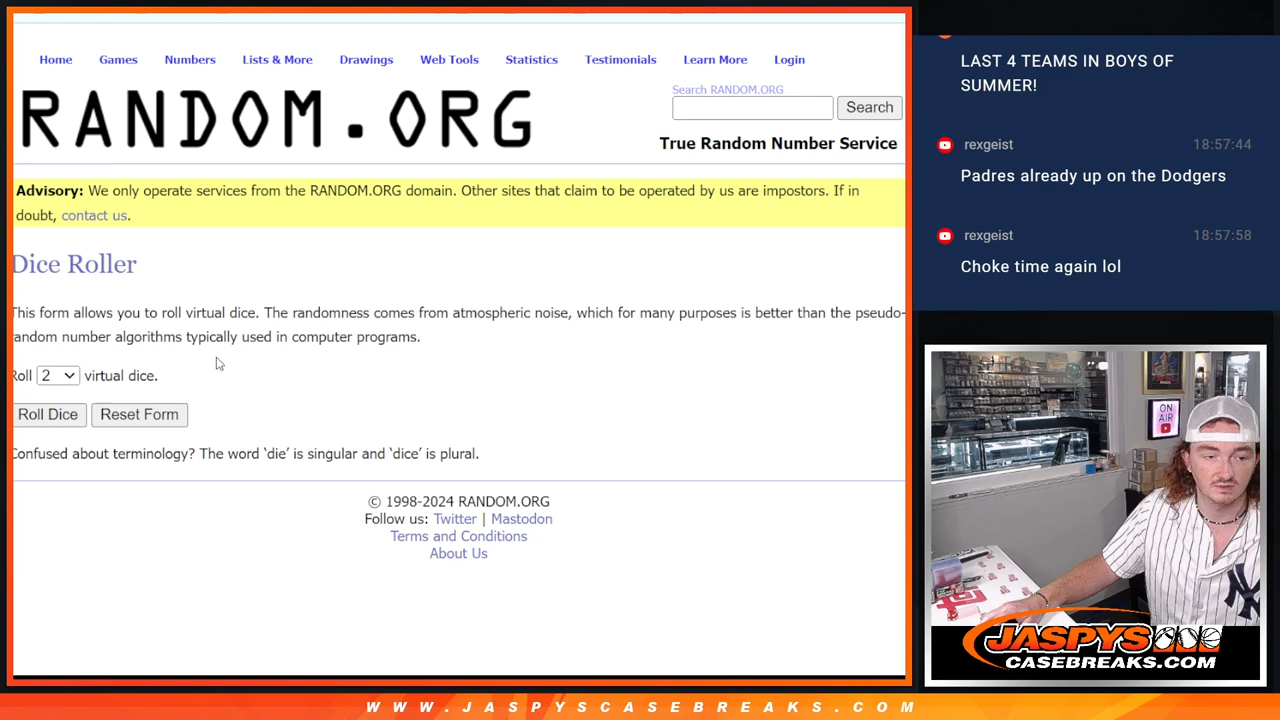 Home Games Numbers Lists & More Drawings Web Tools Statistics Testimonials Learn More Login
RANDOM.ORG
Search RANDOM.ORG
Search
True Random Number Service
Advisory: We only operate services from the RANDOM.ORG domain. Other sites that claim to be operated by us are impostors. If in
doubt, contact us.
Dice Roller
This form allows you to roll virtual dice. The randomness comes from atmospheric noise, which for many purposes is better than the pseudo-
random number algorithms typically used in computer programs.
Roll 2 virtual dice.
Roll Dice Reset Form
Confused about terminology? The word ‘die’ is singular and ‘dice’ is plural.
© 1998-2024 RANDOM.ORG
Follow us: Twitter | Mastodon
Terms and Conditions
About Us
LAST 4 TEAMS IN BOYS OF
SUMMER!
rexgeist 18:57:44
Padres already up on the Dodgers
rexgeist 18:57:58
Choke time again lol
ON
AIR
JASPYS
CASEBREAKS.COM
WWW.JASPYSCASEBREAKS.COM